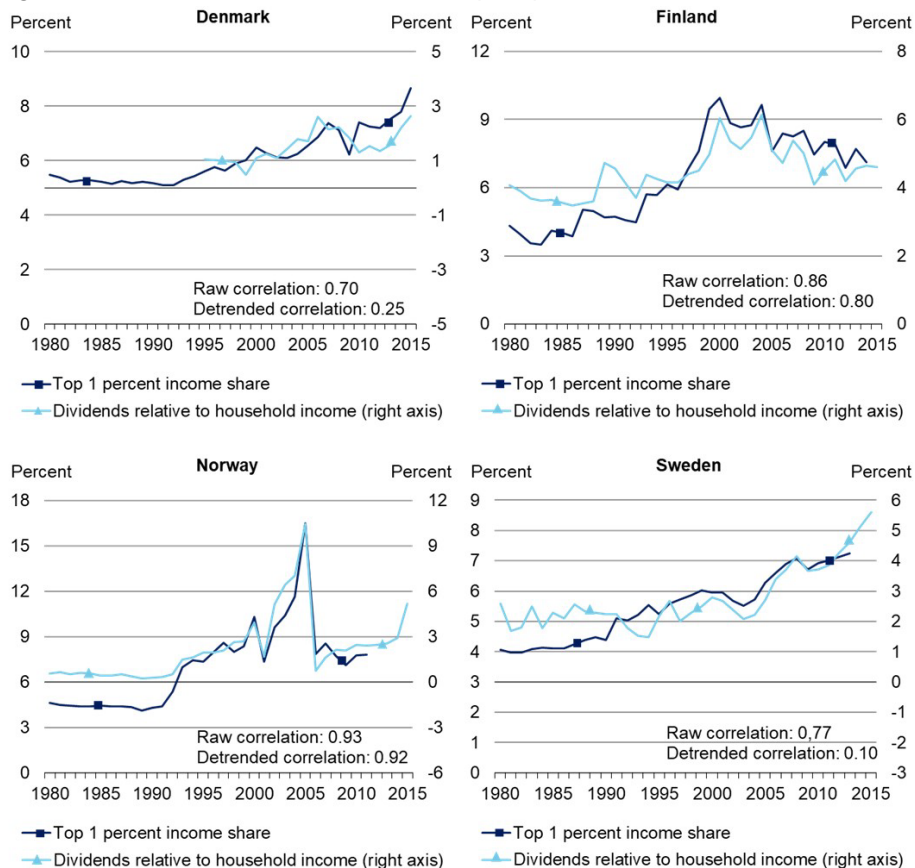 Denmark
Percent Percent
10 5
8 3
6 1
4 -1
2 -3
0 -5
Raw correlation: 0.70
Detrended correlation: 0.25
1980 1985 1990 1995 2000 2005 2010 2015
Top 1 percent income share
Dividends relative to household income (right axis)
Finland
Percent Percent
12 8
9 6
6 4
3 2
0 0
Raw correlation: 0.86
Detrended correlation: 0.80
1980 1985 1990 1995 2000 2005 2010 2015
Top 1 percent income share
Dividends relative to household income (right axis)
Norway
Percent Percent
18 12
15 9
12 6
9 3
6 0
3 -3
0 -6
Raw correlation: 0.93
Detrended correlation: 0.92
1980 1985 1990 1995 2000 2005 2010 2015
Top 1 percent income share
Dividends relative to household income (right axis)
Sweden
Percent Percent
9 6
8 5
7 4
6 3
5 2
4 1
3 0
2 -1
1 -2
0 -3
Raw correlation: 0,77
Detrended correlation: 0.10
1980 1985 1990 1995 2000 2005 2010 2015
Top 1 percent income share
Dividends relative to household income (right axis)